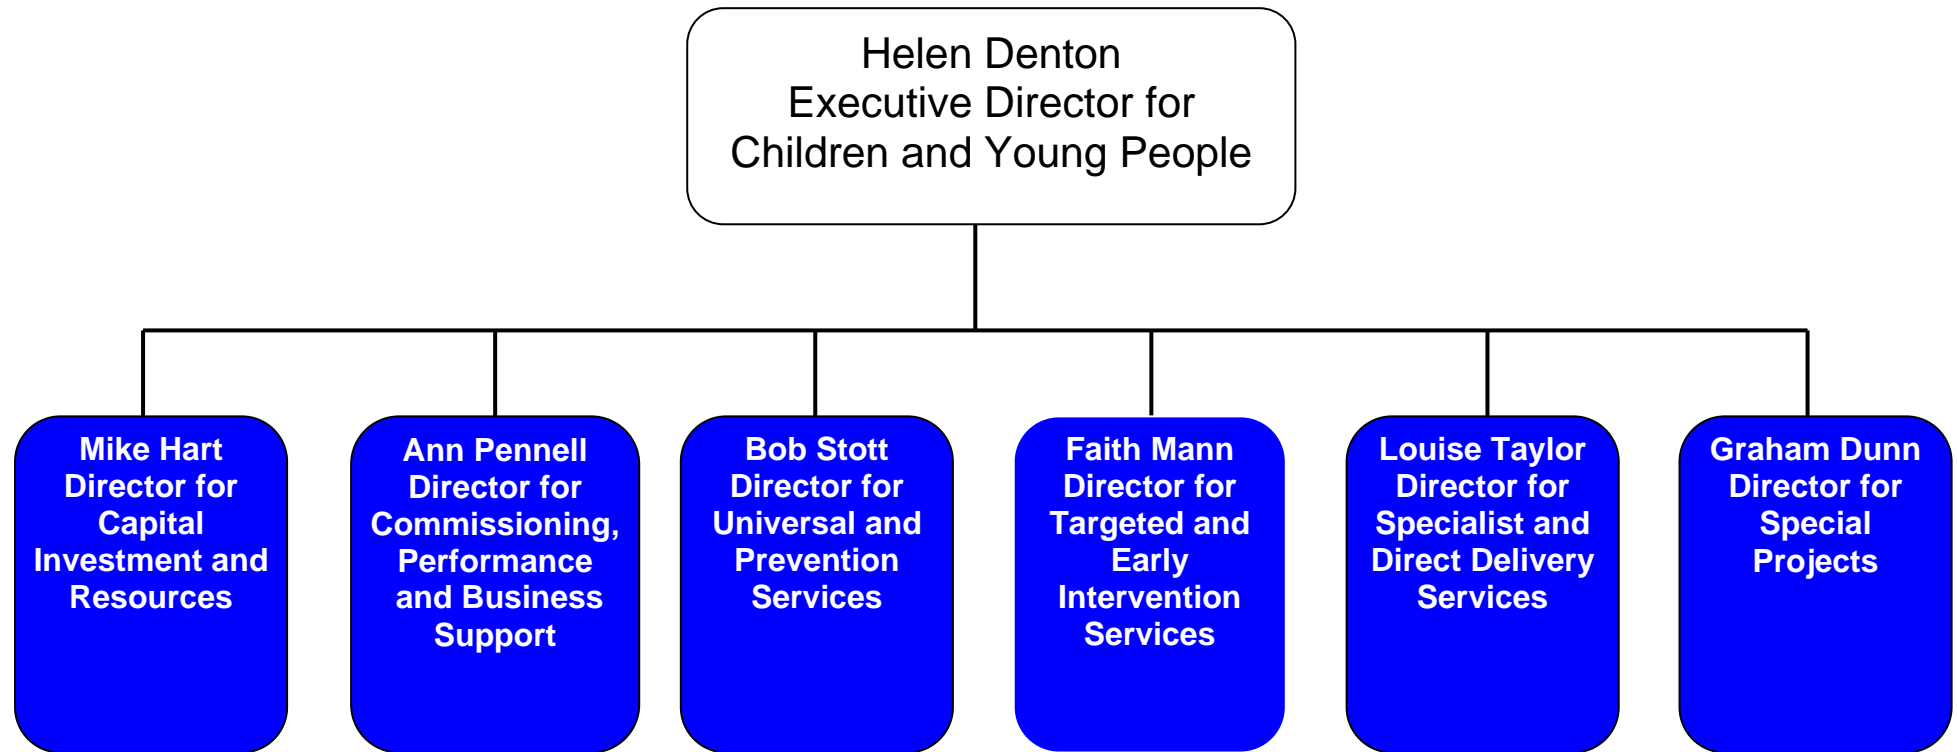 Helen Denton
Executive Director for
Children and Young People
Mike Hart
Director for
Capital
Investment and
Resources
Ann Pennell
Director for
Commissioning,
Performance
and Business
Support
Bob Stott
Director for
Universal and
Prevention
Services
Faith Mann
Director for
Targeted and
Early
Intervention
Services
Louise Taylor
Director for
Specialist and
Direct Delivery
Services
Graham Dunn
Director for
Special
Projects